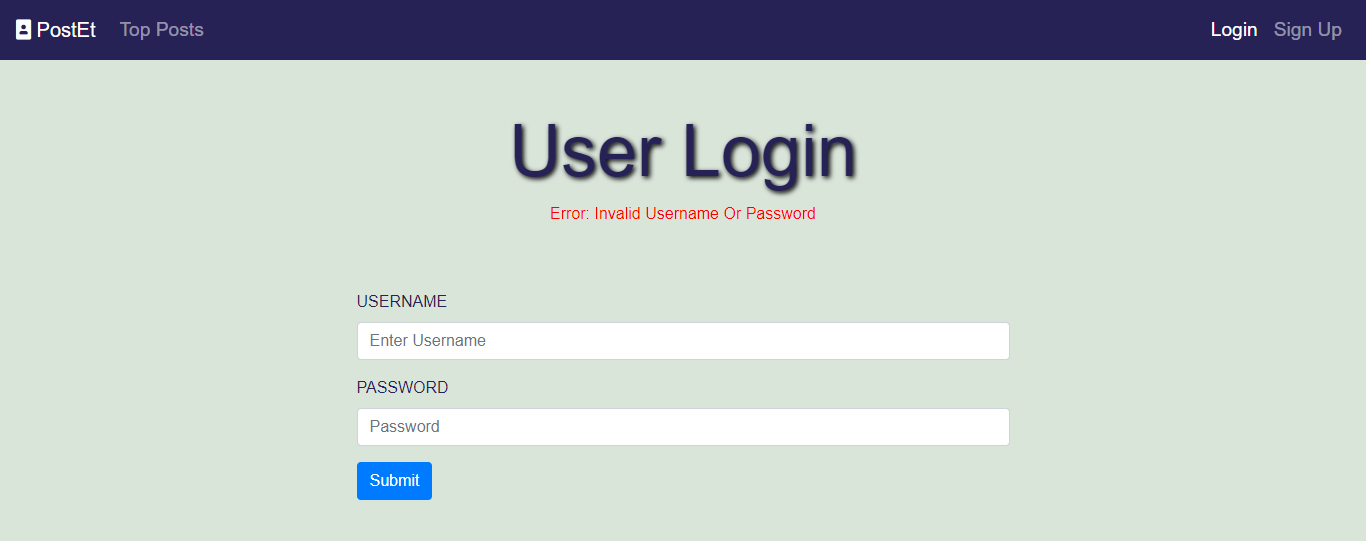 PostEt Top Posts Login Sign Up
User Login
Error: Invalid Username Or Password
USERNAME
Enter Username
PASSWORD
Password
Submit